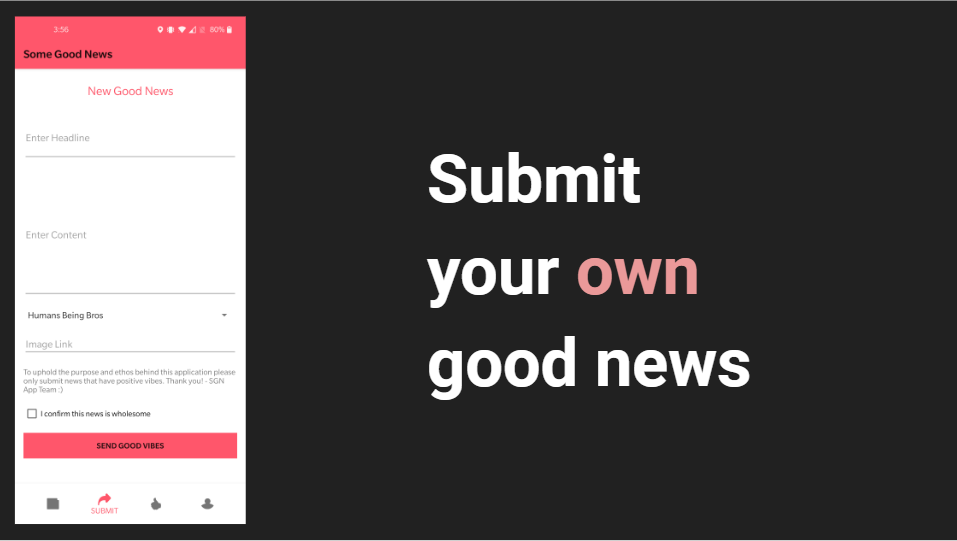 3:56
80%
Some Good News
New Good News
Enter Headline
Enter Content
Humans Being Bros
Image Link
To uphold the purpose and ethos behind this application please
only submit news that have positive vibes. Thank you! - SGN
App Team :)
I confirm this news is wholesome
SEND GOOD VIBES
SUBMIT
Submit
your own
good news